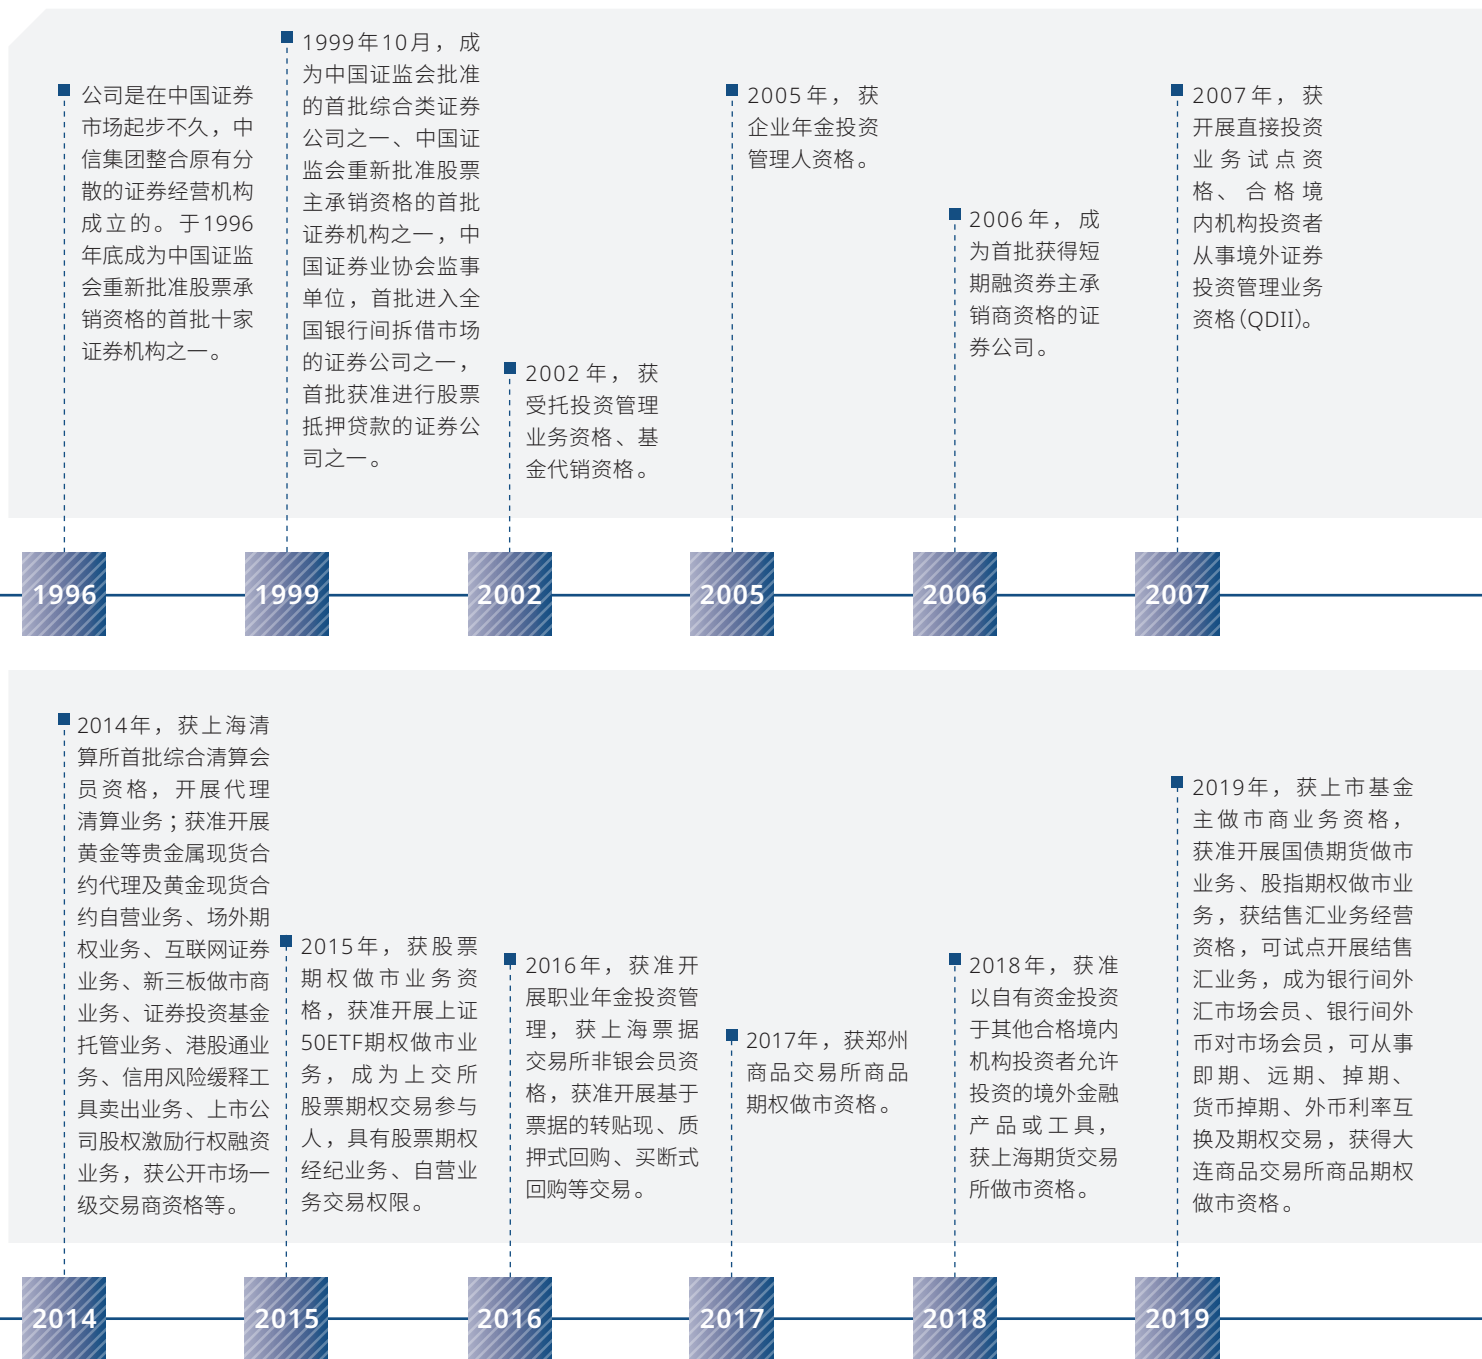 公司是在中国证券
市场起步不久，中
信集团整合原有分
散的证券经营机构
成立的。于1996
年底成为中国证监
会重新批准股票承
销资格的首批十家
证券机构之一。
1999年10月，成
为中国证监会批准
的首批综合类证券
公司之一、中国证
监会重新批准股票
主承销资格的首批
证券机构之一，中
国证券业协会监事
单位，首批进入全
国银行间拆借市场
的证券公司之一，
首批获准进行股票
抵押贷款的证券公
司之一。
2002年，获
受托投资管理
业务资格、基
金代销资格。
2005年，获
企业年金投资
管理人资格。
2006年，成
为首批获得短
期融资券主承
销商资格的证
券公司。
2007年，获
开展直接投资
业务试点资
格、合格境
内机构投资者
从事境外证券
投资管理业务
资格（QDII）。
1996
1999
2002
2005
2006
2007
2014年，获上海清
算所首批综合清算会
员资格，开展代理
清算业务；获准开展
黄金等贵金属现货合
约代理及黄金现货合
约自营业务、场外期
权业务、互联网证券
业务、新三板做市商
业务、证券投资基金
托管业务、港股通业
务、信用风险缓释工
具卖出业务、上市公
司股权激励行权融资
业务，获公开市场一
级交易商资格等。
2015年，获股票
期权做市业务资
格，获准开展上证
50ETF期权做市业
务，成为上交所
股票期权交易参与
人，具有股票期权
经纪业务、自营业
务交易权限。
2016年，获准开
展职业年金投资管
理，获上海票据
交易所非银会员资
格，获准开展基于
票据的转贴现、质
押式回购、买断式
回购等交易。
2017年，获郑州
商品交易所商品
期权做市资格。
2018年，获准
以自有资金投资
于其他合格境内
机构投资者允许
投资的境外金融
产品或工具，
获上海期货交易
所做市资格。
2019年，获上市基金
主做市商业务资格，
获准开展国债期货做市
业务、股指期权做市业
务，获结售汇业务经营
资格，可试点开展结售
汇业务，成为银行间外
汇市场会员、银行间外
币对市场会员，可从事
即期、远期、掉期、
货币掉期、外币利率互
换及期权交易，获得大
连商品交易所商品期权
做市资格。
2014
2015
2016
2017
2018
2019